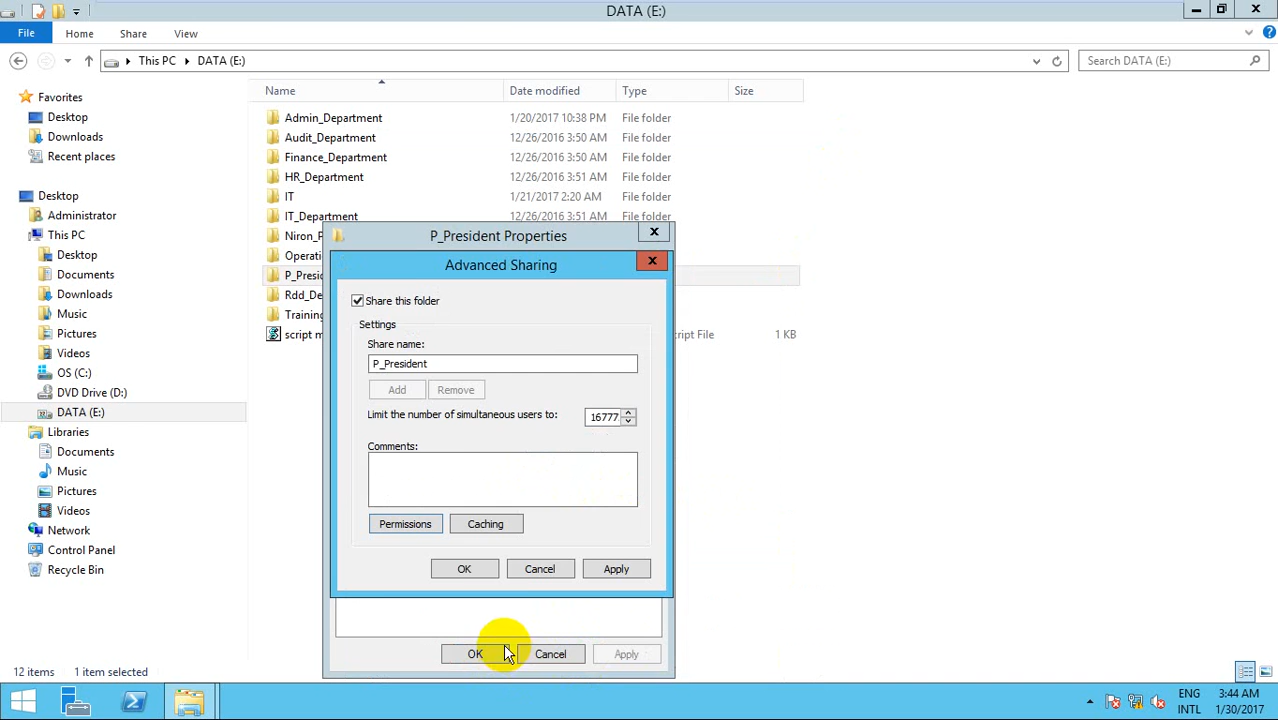 DATA (E:)
File
Home
Share
View
This PC
DATA (E:)
Search DATA (E:)
Name
Date modified
Type
Size
Favorites
Desktop
Downloads
Recent places
Desktop
Administrator
This PC
Desktop
Documents
Downloads
Music
Pictures
Videos
OS (C:)
DVD Drive (D:)
DATA (E:)
Libraries
Documents
Music
Pictures
Videos
Network
Control Panel
Recycle Bin
Admin_Department 1/20/2017 10:38 PM File folder
Audit_Department 12/26/2016 3:50 AM File folder
Finance_Department 12/26/2016 3:50 AM File folder
HR_Department 12/26/2016 3:51 AM File folder
IT 1/21/2017 2:20 AM File folder
IT_Department 12/26/2016 3:51 AM File folder
Niron_P
Operati
P_Presid
Rdd_De
Training
script m cript File 1 KB
P_President Properties
Advanced Sharing
Share this folder
Settings
Share name:
P_President
Add
Remove
Limit the number of simultaneous users to:
16777
Comments:
Permissions
Caching
OK
Cancel
Apply
OK
Cancel
Apply
12 items
1 item selected
ENG
INTL
3:44 AM
1/30/2017